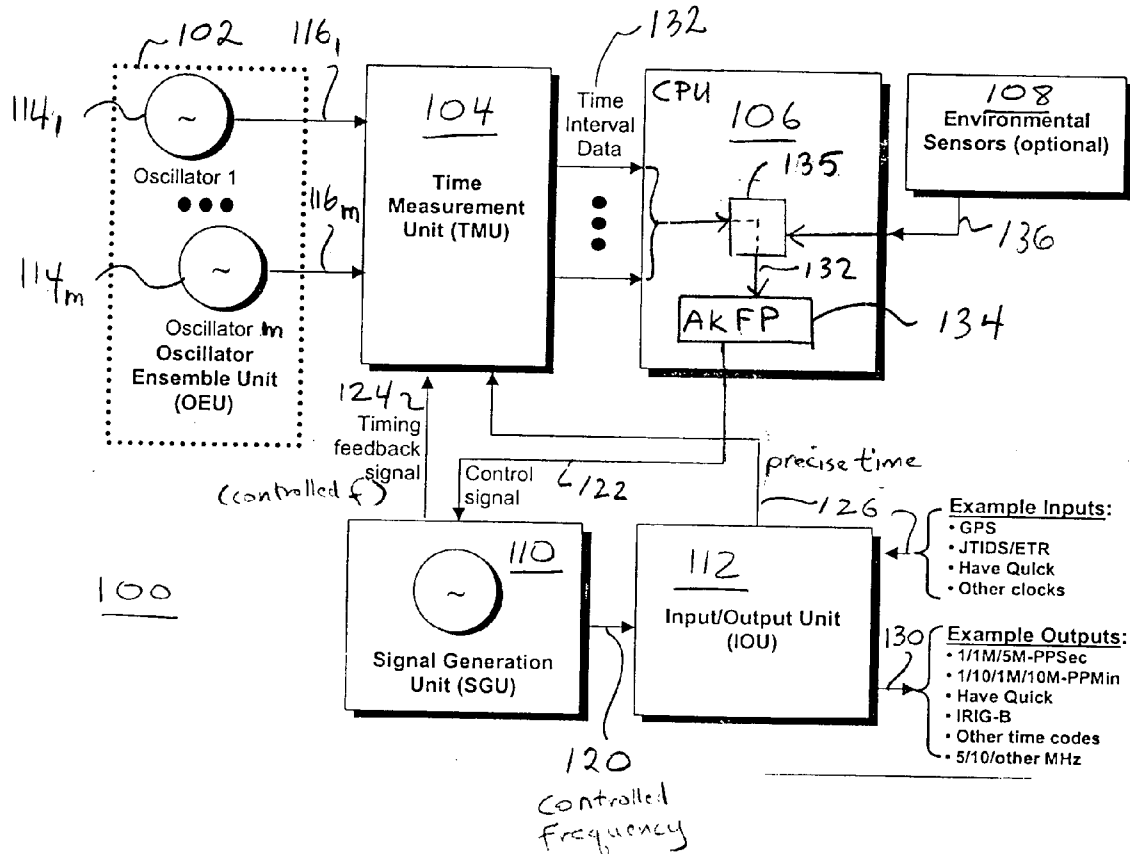 102
116₁
132
114₁
~
Oscillator 1
104
Time
Measurement
Unit (TMU)
Time
Interval
Data
CPU
106
135
108
Environmental
Sensors (optional)
136
116m
114m
~
Oscillator m
Oscillator
Ensemble Unit
(OEU)
132
AKFP
134
124₂
Timing
feedback
signal
(controlled f)
Control
signal
122
precise time
126
Example Inputs:
• GPS
• JTIDS/ETR
• Have Quick
• Other clocks
100
110
~
Signal Generation
Unit (SGU)
112
Input/Output Unit
(IOU)
130
Example Outputs:
• 1/1M/5M-PPSec
• 1/10/1M/10M-PPMin
• Have Quick
• IRIG-B
• Other time codes
• 5/10/other MHz
120
Controlled
Frequency